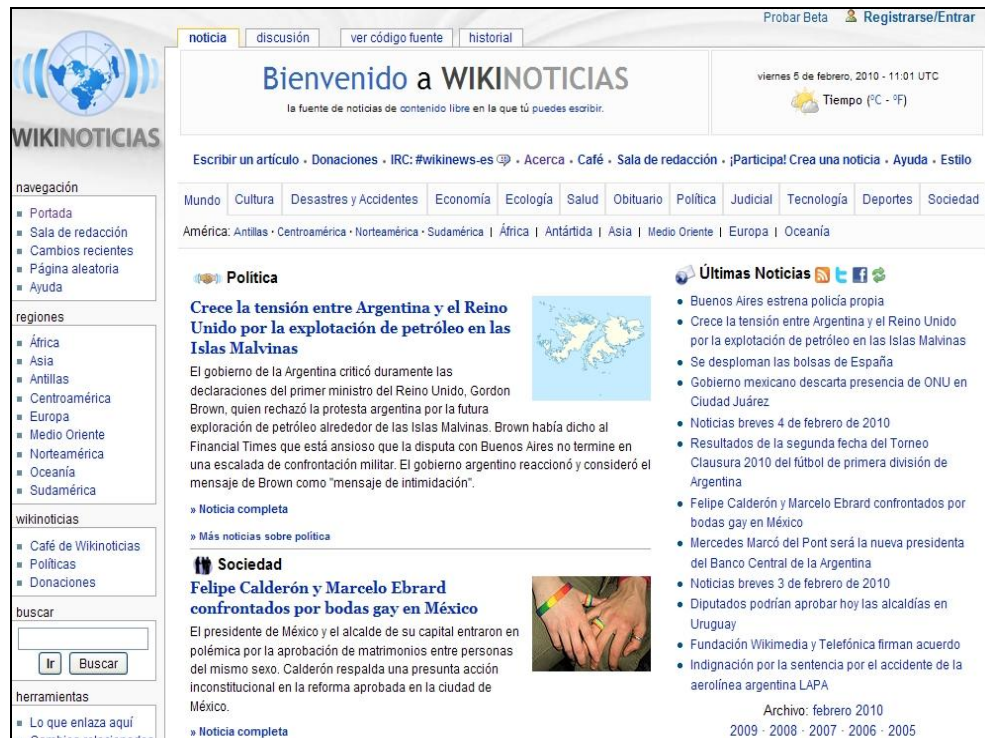 Probar Beta Registrarse/Entrar
noticia discusión ver código fuente historial
WIKINOTICIAS
Bienvenido a WIKINOTICIAS
la fuente de noticias de contenido libre en la que tú puedes escribir.
viernes 5 de febrero, 2010 - 11:01 UTC
Tiempo (ºC - ºF)
Escribir un artículo • Donaciones • IRC: #wikinews-es • Acerca • Café • Sala de redacción • ¡Participa! Crea una noticia • Ayuda • Estilo
Mundo Cultura Desastres y Accidentes Economía Ecología Salud Obituario Política Judicial Tecnología Deportes Sociedad
América: Antillas · Centroamérica · Norteamérica · Sudamérica | África | Antártida | Asia | Medio Oriente | Europa | Oceanía
navegación
Portada
Sala de redacción
Cambios recientes
Página aleatoria
Ayuda
regiones
África
Asia
Antillas
Centroamérica
Europa
Medio Oriente
Norteamérica
Oceanía
Sudamérica
wikinoticias
Café de Wikinoticias
Políticas
Donaciones
buscar
Ir Buscar
herramientas
Lo que enlaza aquí
Política
Crece la tensión entre Argentina y el Reino
Unido por la explotación de petróleo en las
Islas Malvinas
El gobierno de la Argentina criticó duramente las
declaraciones del primer ministro del Reino Unido, Gordon
Brown, quien rechazó la protesta argentina por la futura
exploración de petróleo alrededor de las Islas Malvinas. Brown había dicho al
Financial Times que está ansioso que la disputa con Buenos Aires no termine en
una escalada de confrontación militar. El gobierno argentino reaccionó y consideró el
mensaje de Brown como "mensaje de intimidación".
» Noticia completa
» Más noticias sobre política
Sociedad
Felipe Calderón y Marcelo Ebrard
confrontados por bodas gay en México
El presidente de México y el alcalde de su capital entraron en
polémica por la aprobación de matrimonios entre personas
del mismo sexo. Calderón respalda una presunta acción
inconstitucional en la reforma aprobada en la ciudad de
México.
» Noticia completa
Últimas Noticias
Buenos Aires estrena policía propia
Crece la tensión entre Argentina y el Reino Unido
por la explotación de petróleo en las Islas Malvinas
Se desploman las bolsas de España
Gobierno mexicano descarta presencia de ONU en
Ciudad Juárez
Noticias breves 4 de febrero de 2010
Resultados de la segunda fecha del Torneo
Clausura 2010 del fútbol de primera división de
Argentina
Felipe Calderón y Marcelo Ebrard confrontados por
bodas gay en México
Mercedes Marcó del Pont será la nueva presidenta
del Banco Central de la Argentina
Noticias breves 3 de febrero de 2010
Diputados podrían aprobar hoy las alcaldías en
Uruguay
Fundación Wikimedia y Telefónica firman acuerdo
Indignación por la sentencia por el accidente de la
aerolínea argentina LAPA
Archivo: febrero 2010
2009 · 2008 · 2007 · 2006 · 2005